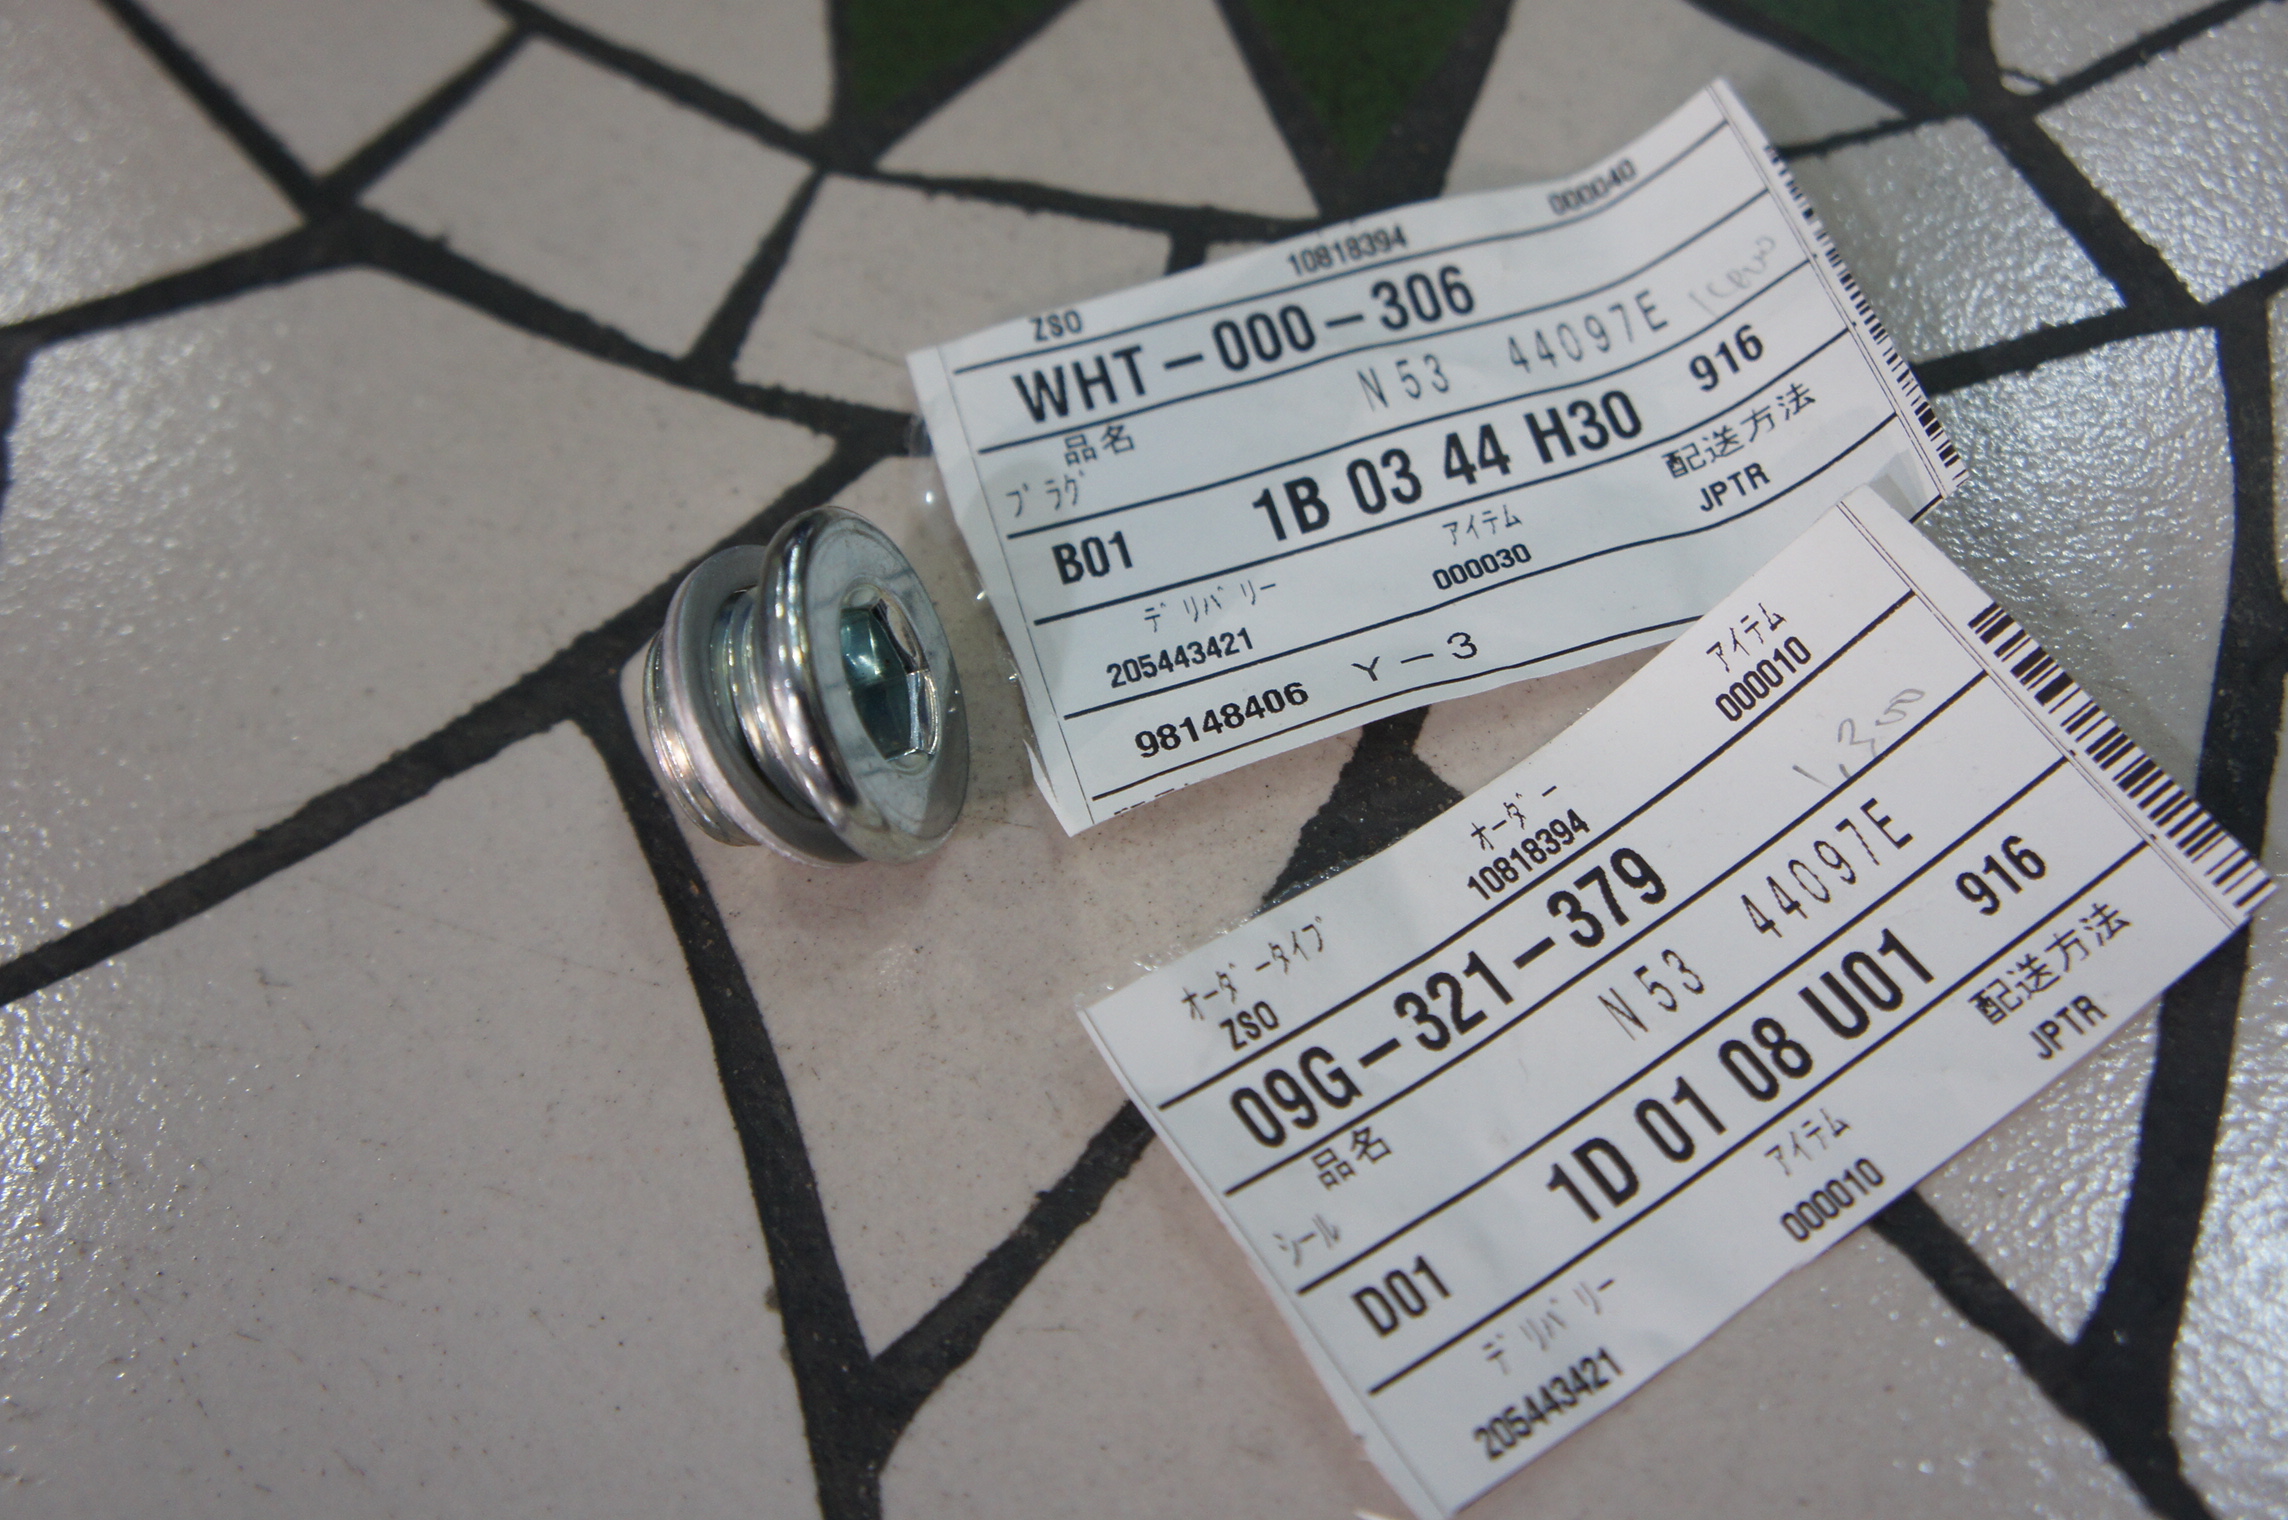 ZSO 10818394 000040
WHT-000-306
N53 44097E
品名
プラグ
B01 1B 03 44 H30 916
デリバリー アイテム 配送方法
205443421 000030 JPTR
98148406 Y-3
オーダータイプ オーダー アイテム
ZSO 10818394 000010
09G-321-379
1,300
N53 44097E
品名
シール
D01 1D 01 08 U01 916
デリバリー アイテム 配送方法
205443421 000010 JPTR